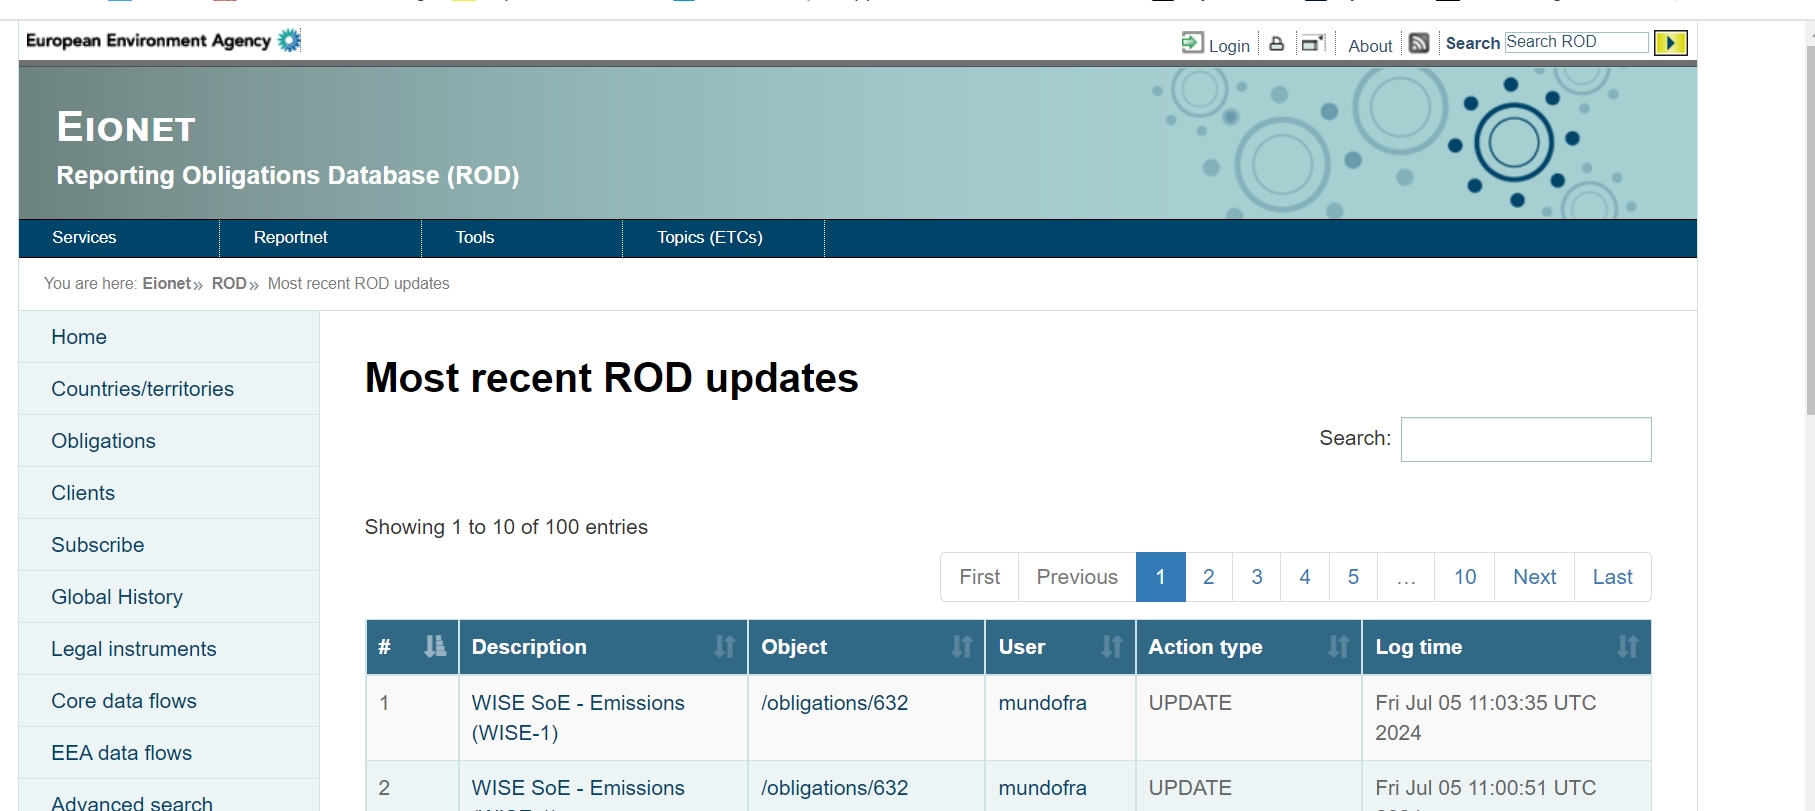 European Environment Agency
Login
About
Search
Search ROD
EIONET
Reporting Obligations Database (ROD)
Services
Reportnet
Tools
Topics (ETCs)
You are here: Eionet» ROD» Most recent ROD updates
Home
Countries/territories
Obligations
Clients
Subscribe
Global History
Legal instruments
Core data flows
EEA data flows
Advanced search
Most recent ROD updates
Search:
Showing 1 to 10 of 100 entries
First Previous 1 2 3 4 5 … 10 Next Last
# Description Object User Action type Log time
1 WISE SoE - Emissions /obligations/632 mundofra UPDATE Fri Jul 05 11:03:35 UTC
(WISE-1) 2024
2 WISE SoE - Emissions /obligations/632 mundofra UPDATE Fri Jul 05 11:00:51 UTC